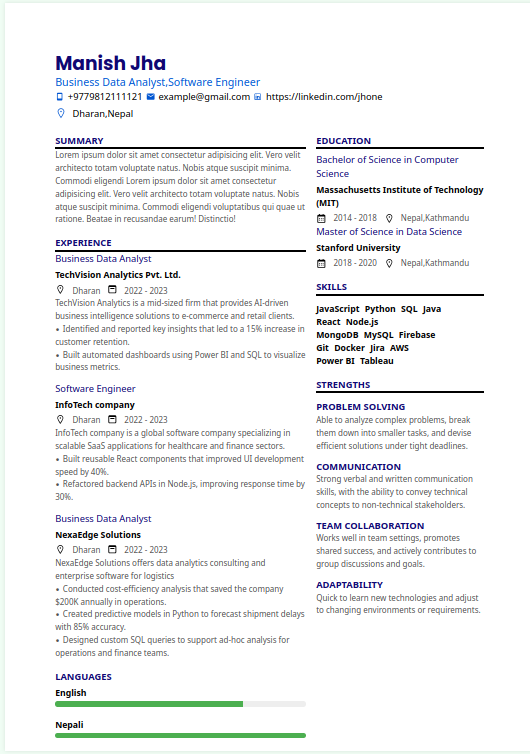 Manish Jha
Business Data Analyst,Software Engineer
+9779812111121 example@gmail.com https://linkedin.com/jhone
Dharan,Nepal
SUMMARY
Lorem ipsum dolor sit amet consectetur adipisicing elit. Vero velit
architecto totam voluptate natus. Nobis atque suscipit minima.
Commodi eligendi Lorem ipsum dolor sit amet consectetur
adipisicing elit. Vero velit architecto totam voluptate natus. Nobis
atque suscipit minima. Commodi eligendi voluptatibus qui quae ut
ratione. Beatae in recusandae earum! Distinctio!
EXPERIENCE
Business Data Analyst
TechVision Analytics Pvt. Ltd.
Dharan 2022 - 2023
TechVision Analytics is a mid-sized firm that provides AI-driven
business intelligence solutions to e-commerce and retail clients.
• Identified and reported key insights that led to a 15% increase in
customer retention.
• Built automated dashboards using Power BI and SQL to visualize
business metrics.
Software Engineer
InfoTech company
Dharan 2022 - 2023
InfoTech company is a global software company specializing in
scalable SaaS applications for healthcare and finance sectors.
• Built reusable React components that improved UI development
speed by 40%.
• Refactored backend APIs in Node.js, improving response time by
30%.
Business Data Analyst
NexaEdge Solutions
Dharan 2022 - 2023
NexaEdge Solutions offers data analytics consulting and
enterprise software for logistics
• Conducted cost-efficiency analysis that saved the company
$200K annually in operations.
• Created predictive models in Python to forecast shipment delays
with 85% accuracy.
• Designed custom SQL queries to support ad-hoc analysis for
operations and finance teams.
LANGUAGES
English
Nepali
EDUCATION
Bachelor of Science in Computer
Science
Massachusetts Institute of Technology
(MIT)
2014 - 2018 Nepal,Kathmandu
Master of Science in Data Science
Stanford University
2018 - 2020 Nepal,Kathmandu
SKILLS
JavaScript Python SQL Java
React Node.js
MongoDB MySQL Firebase
Git Docker Jira AWS
Power BI Tableau
STRENGTHS
PROBLEM SOLVING
Able to analyze complex problems, break
them down into smaller tasks, and devise
efficient solutions under tight deadlines.
COMMUNICATION
Strong verbal and written communication
skills, with the ability to convey technical
concepts to non-technical stakeholders.
TEAM COLLABORATION
Works well in team settings, promotes
shared success, and actively contributes to
group discussions and goals.
ADAPTABILITY
Quick to learn new technologies and adjust
to changing environments or requirements.